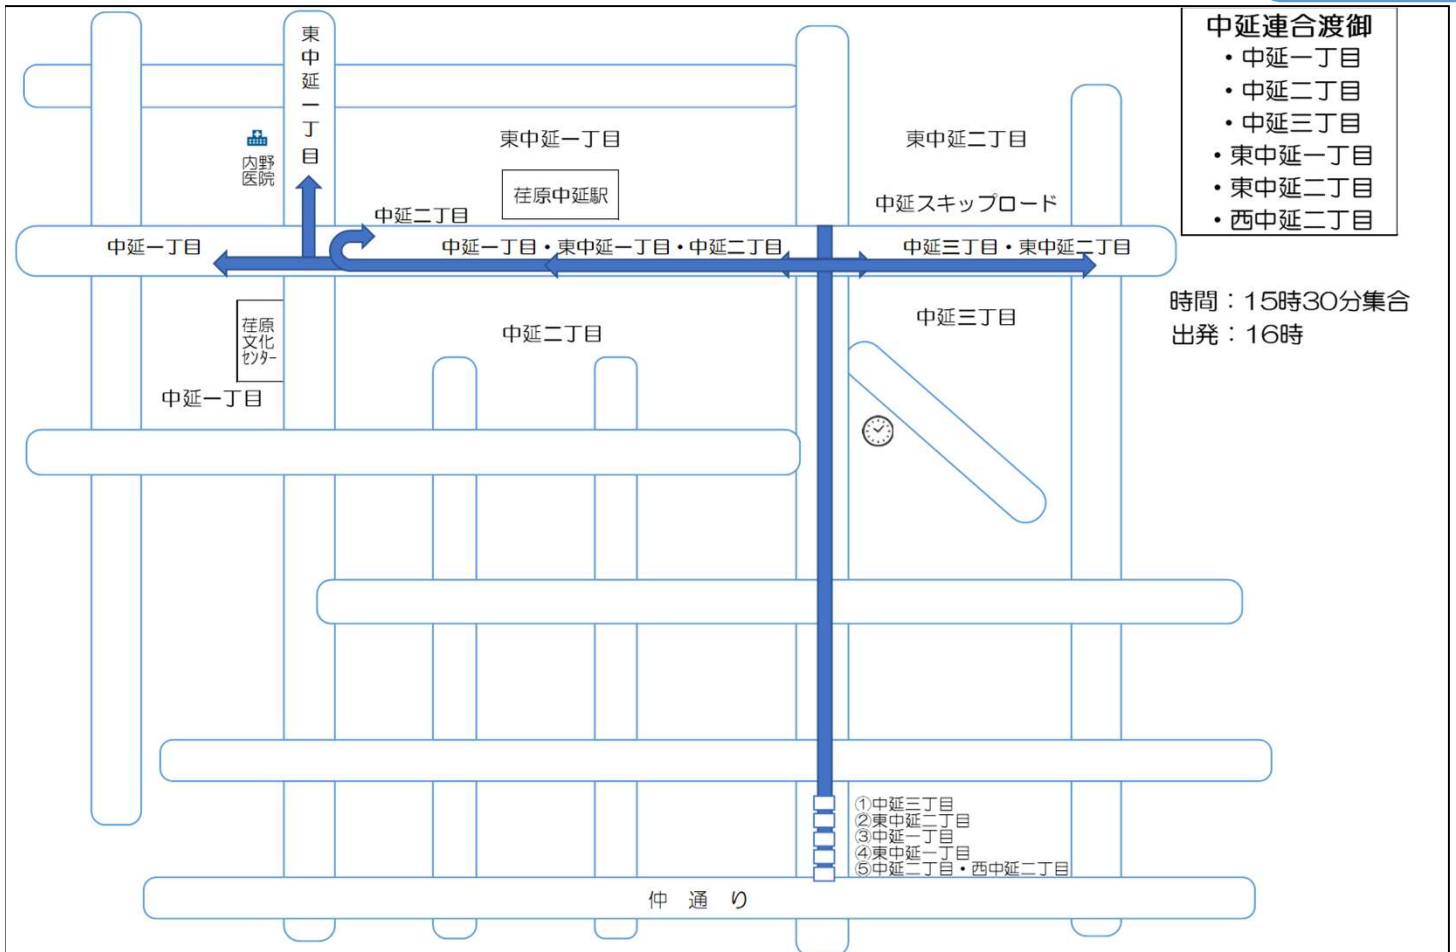 中延連合渡御
・中延一丁目
・中延二丁目
・中延三丁目
・東中延一丁目
・東中延二丁目
・西中延二丁目
時間：15時30分集合
出発：16時
東中延一丁目
内野
医院
東中延一丁目
東中延二丁目
荏原中延駅
中延スキップロード
中延二丁目
中延一丁目
中延一丁目・東中延一丁目・中延二丁目
中延三丁目・東中延二丁目
荏原
文化
センター
中延二丁目
中延三丁目
中延一丁目
①中延三丁目
②東中延二丁目
③中延一丁目
④東中延一丁目
⑤中延二丁目・西中延二丁目
仲通り